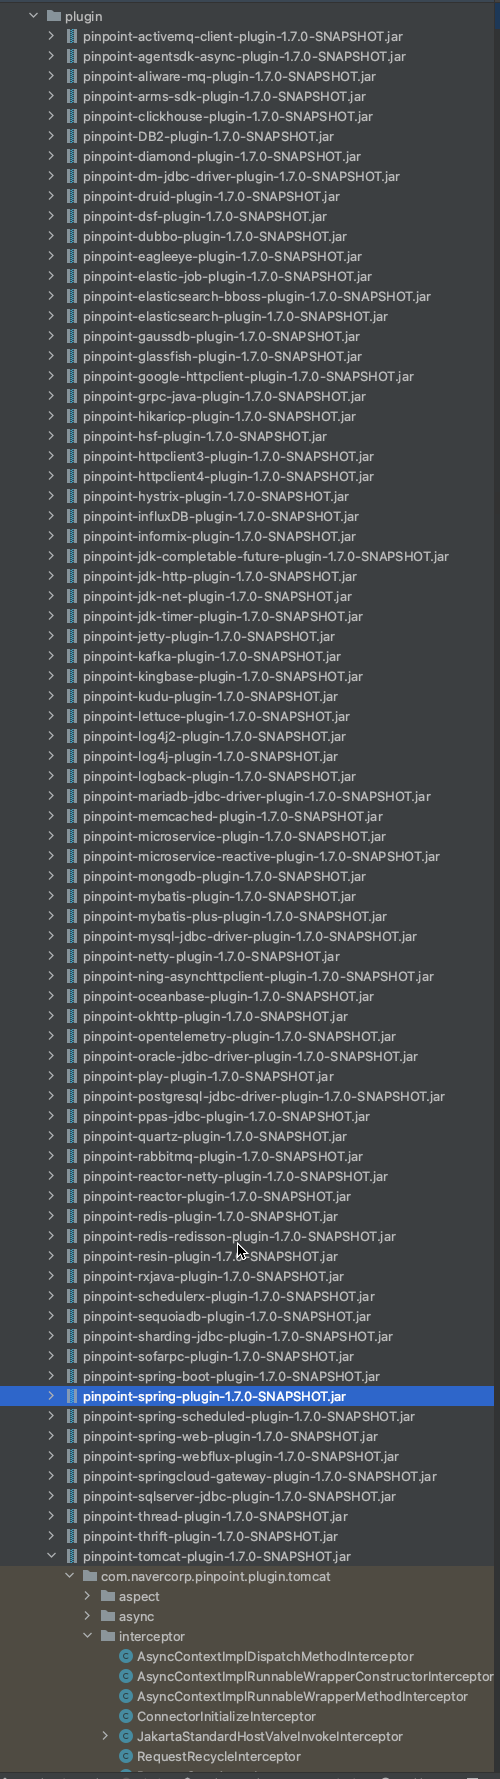 plugin
pinpoint-activemq-client-plugin-1.7.0-SNAPSHOT.jar
pinpoint-agentsdk-async-plugin-1.7.0-SNAPSHOT.jar
pinpoint-aliware-mq-plugin-1.7.0-SNAPSHOT.jar
pinpoint-arms-sdk-plugin-1.7.0-SNAPSHOT.jar
pinpoint-clickhouse-plugin-1.7.0-SNAPSHOT.jar
pinpoint-DB2-plugin-1.7.0-SNAPSHOT.jar
pinpoint-diamond-plugin-1.7.0-SNAPSHOT.jar
pinpoint-dm-jdbc-driver-plugin-1.7.0-SNAPSHOT.jar
pinpoint-druid-plugin-1.7.0-SNAPSHOT.jar
pinpoint-dsf-plugin-1.7.0-SNAPSHOT.jar
pinpoint-dubbo-plugin-1.7.0-SNAPSHOT.jar
pinpoint-eagleeye-plugin-1.7.0-SNAPSHOT.jar
pinpoint-elastic-job-plugin-1.7.0-SNAPSHOT.jar
pinpoint-elasticsearch-bboss-plugin-1.7.0-SNAPSHOT.jar
pinpoint-elasticsearch-plugin-1.7.0-SNAPSHOT.jar
pinpoint-gaussdb-plugin-1.7.0-SNAPSHOT.jar
pinpoint-glassfish-plugin-1.7.0-SNAPSHOT.jar
pinpoint-google-httpclient-plugin-1.7.0-SNAPSHOT.jar
pinpoint-grpc-java-plugin-1.7.0-SNAPSHOT.jar
pinpoint-hikaricp-plugin-1.7.0-SNAPSHOT.jar
pinpoint-hsf-plugin-1.7.0-SNAPSHOT.jar
pinpoint-httpclient3-plugin-1.7.0-SNAPSHOT.jar
pinpoint-httpclient4-plugin-1.7.0-SNAPSHOT.jar
pinpoint-hystrix-plugin-1.7.0-SNAPSHOT.jar
pinpoint-influxDB-plugin-1.7.0-SNAPSHOT.jar
pinpoint-informix-plugin-1.7.0-SNAPSHOT.jar
pinpoint-jdk-completable-future-plugin-1.7.0-SNAPSHOT.jar
pinpoint-jdk-http-plugin-1.7.0-SNAPSHOT.jar
pinpoint-jdk-net-plugin-1.7.0-SNAPSHOT.jar
pinpoint-jdk-timer-plugin-1.7.0-SNAPSHOT.jar
pinpoint-jetty-plugin-1.7.0-SNAPSHOT.jar
pinpoint-kafka-plugin-1.7.0-SNAPSHOT.jar
pinpoint-kingbase-plugin-1.7.0-SNAPSHOT.jar
pinpoint-kudu-plugin-1.7.0-SNAPSHOT.jar
pinpoint-lettuce-plugin-1.7.0-SNAPSHOT.jar
pinpoint-log4j2-plugin-1.7.0-SNAPSHOT.jar
pinpoint-log4j-plugin-1.7.0-SNAPSHOT.jar
pinpoint-logback-plugin-1.7.0-SNAPSHOT.jar
pinpoint-mariadb-jdbc-driver-plugin-1.7.0-SNAPSHOT.jar
pinpoint-memcached-plugin-1.7.0-SNAPSHOT.jar
pinpoint-microservice-plugin-1.7.0-SNAPSHOT.jar
pinpoint-microservice-reactive-plugin-1.7.0-SNAPSHOT.jar
pinpoint-mongodb-plugin-1.7.0-SNAPSHOT.jar
pinpoint-mybatis-plugin-1.7.0-SNAPSHOT.jar
pinpoint-mybatis-plus-plugin-1.7.0-SNAPSHOT.jar
pinpoint-mysql-jdbc-driver-plugin-1.7.0-SNAPSHOT.jar
pinpoint-netty-plugin-1.7.0-SNAPSHOT.jar
pinpoint-ning-asynchttpclient-plugin-1.7.0-SNAPSHOT.jar
pinpoint-oceanbase-plugin-1.7.0-SNAPSHOT.jar
pinpoint-okhttp-plugin-1.7.0-SNAPSHOT.jar
pinpoint-opentelemetry-plugin-1.7.0-SNAPSHOT.jar
pinpoint-oracle-jdbc-driver-plugin-1.7.0-SNAPSHOT.jar
pinpoint-play-plugin-1.7.0-SNAPSHOT.jar
pinpoint-postgresql-jdbc-driver-plugin-1.7.0-SNAPSHOT.jar
pinpoint-ppas-jdbc-plugin-1.7.0-SNAPSHOT.jar
pinpoint-quartz-plugin-1.7.0-SNAPSHOT.jar
pinpoint-rabbitmq-plugin-1.7.0-SNAPSHOT.jar
pinpoint-reactor-netty-plugin-1.7.0-SNAPSHOT.jar
pinpoint-reactor-plugin-1.7.0-SNAPSHOT.jar
pinpoint-redis-plugin-1.7.0-SNAPSHOT.jar
pinpoint-redis-redisson-plugin-1.7.0-SNAPSHOT.jar
pinpoint-resin-plugin-1.7.0-SNAPSHOT.jar
pinpoint-rxjava-plugin-1.7.0-SNAPSHOT.jar
pinpoint-schedulerx-plugin-1.7.0-SNAPSHOT.jar
pinpoint-sequoiadb-plugin-1.7.0-SNAPSHOT.jar
pinpoint-sharding-jdbc-plugin-1.7.0-SNAPSHOT.jar
pinpoint-sofarpc-plugin-1.7.0-SNAPSHOT.jar
pinpoint-spring-boot-plugin-1.7.0-SNAPSHOT.jar
pinpoint-spring-plugin-1.7.0-SNAPSHOT.jar
pinpoint-spring-scheduled-plugin-1.7.0-SNAPSHOT.jar
pinpoint-spring-web-plugin-1.7.0-SNAPSHOT.jar
pinpoint-spring-webflux-plugin-1.7.0-SNAPSHOT.jar
pinpoint-springcloud-gateway-plugin-1.7.0-SNAPSHOT.jar
pinpoint-sqlserver-jdbc-plugin-1.7.0-SNAPSHOT.jar
pinpoint-thread-plugin-1.7.0-SNAPSHOT.jar
pinpoint-thrift-plugin-1.7.0-SNAPSHOT.jar
pinpoint-tomcat-plugin-1.7.0-SNAPSHOT.jar
com.navercorp.pinpoint.plugin.tomcat
aspect
async
interceptor
AsyncContextImplDispatchMethodInterceptor
AsyncContextImplRunnableWrapperConstructorInterceptor
AsyncContextImplRunnableWrapperMethodInterceptor
ConnectorInitializeInterceptor
JakartaStandardHostValveInvokeInterceptor
RequestRecycleInterceptor